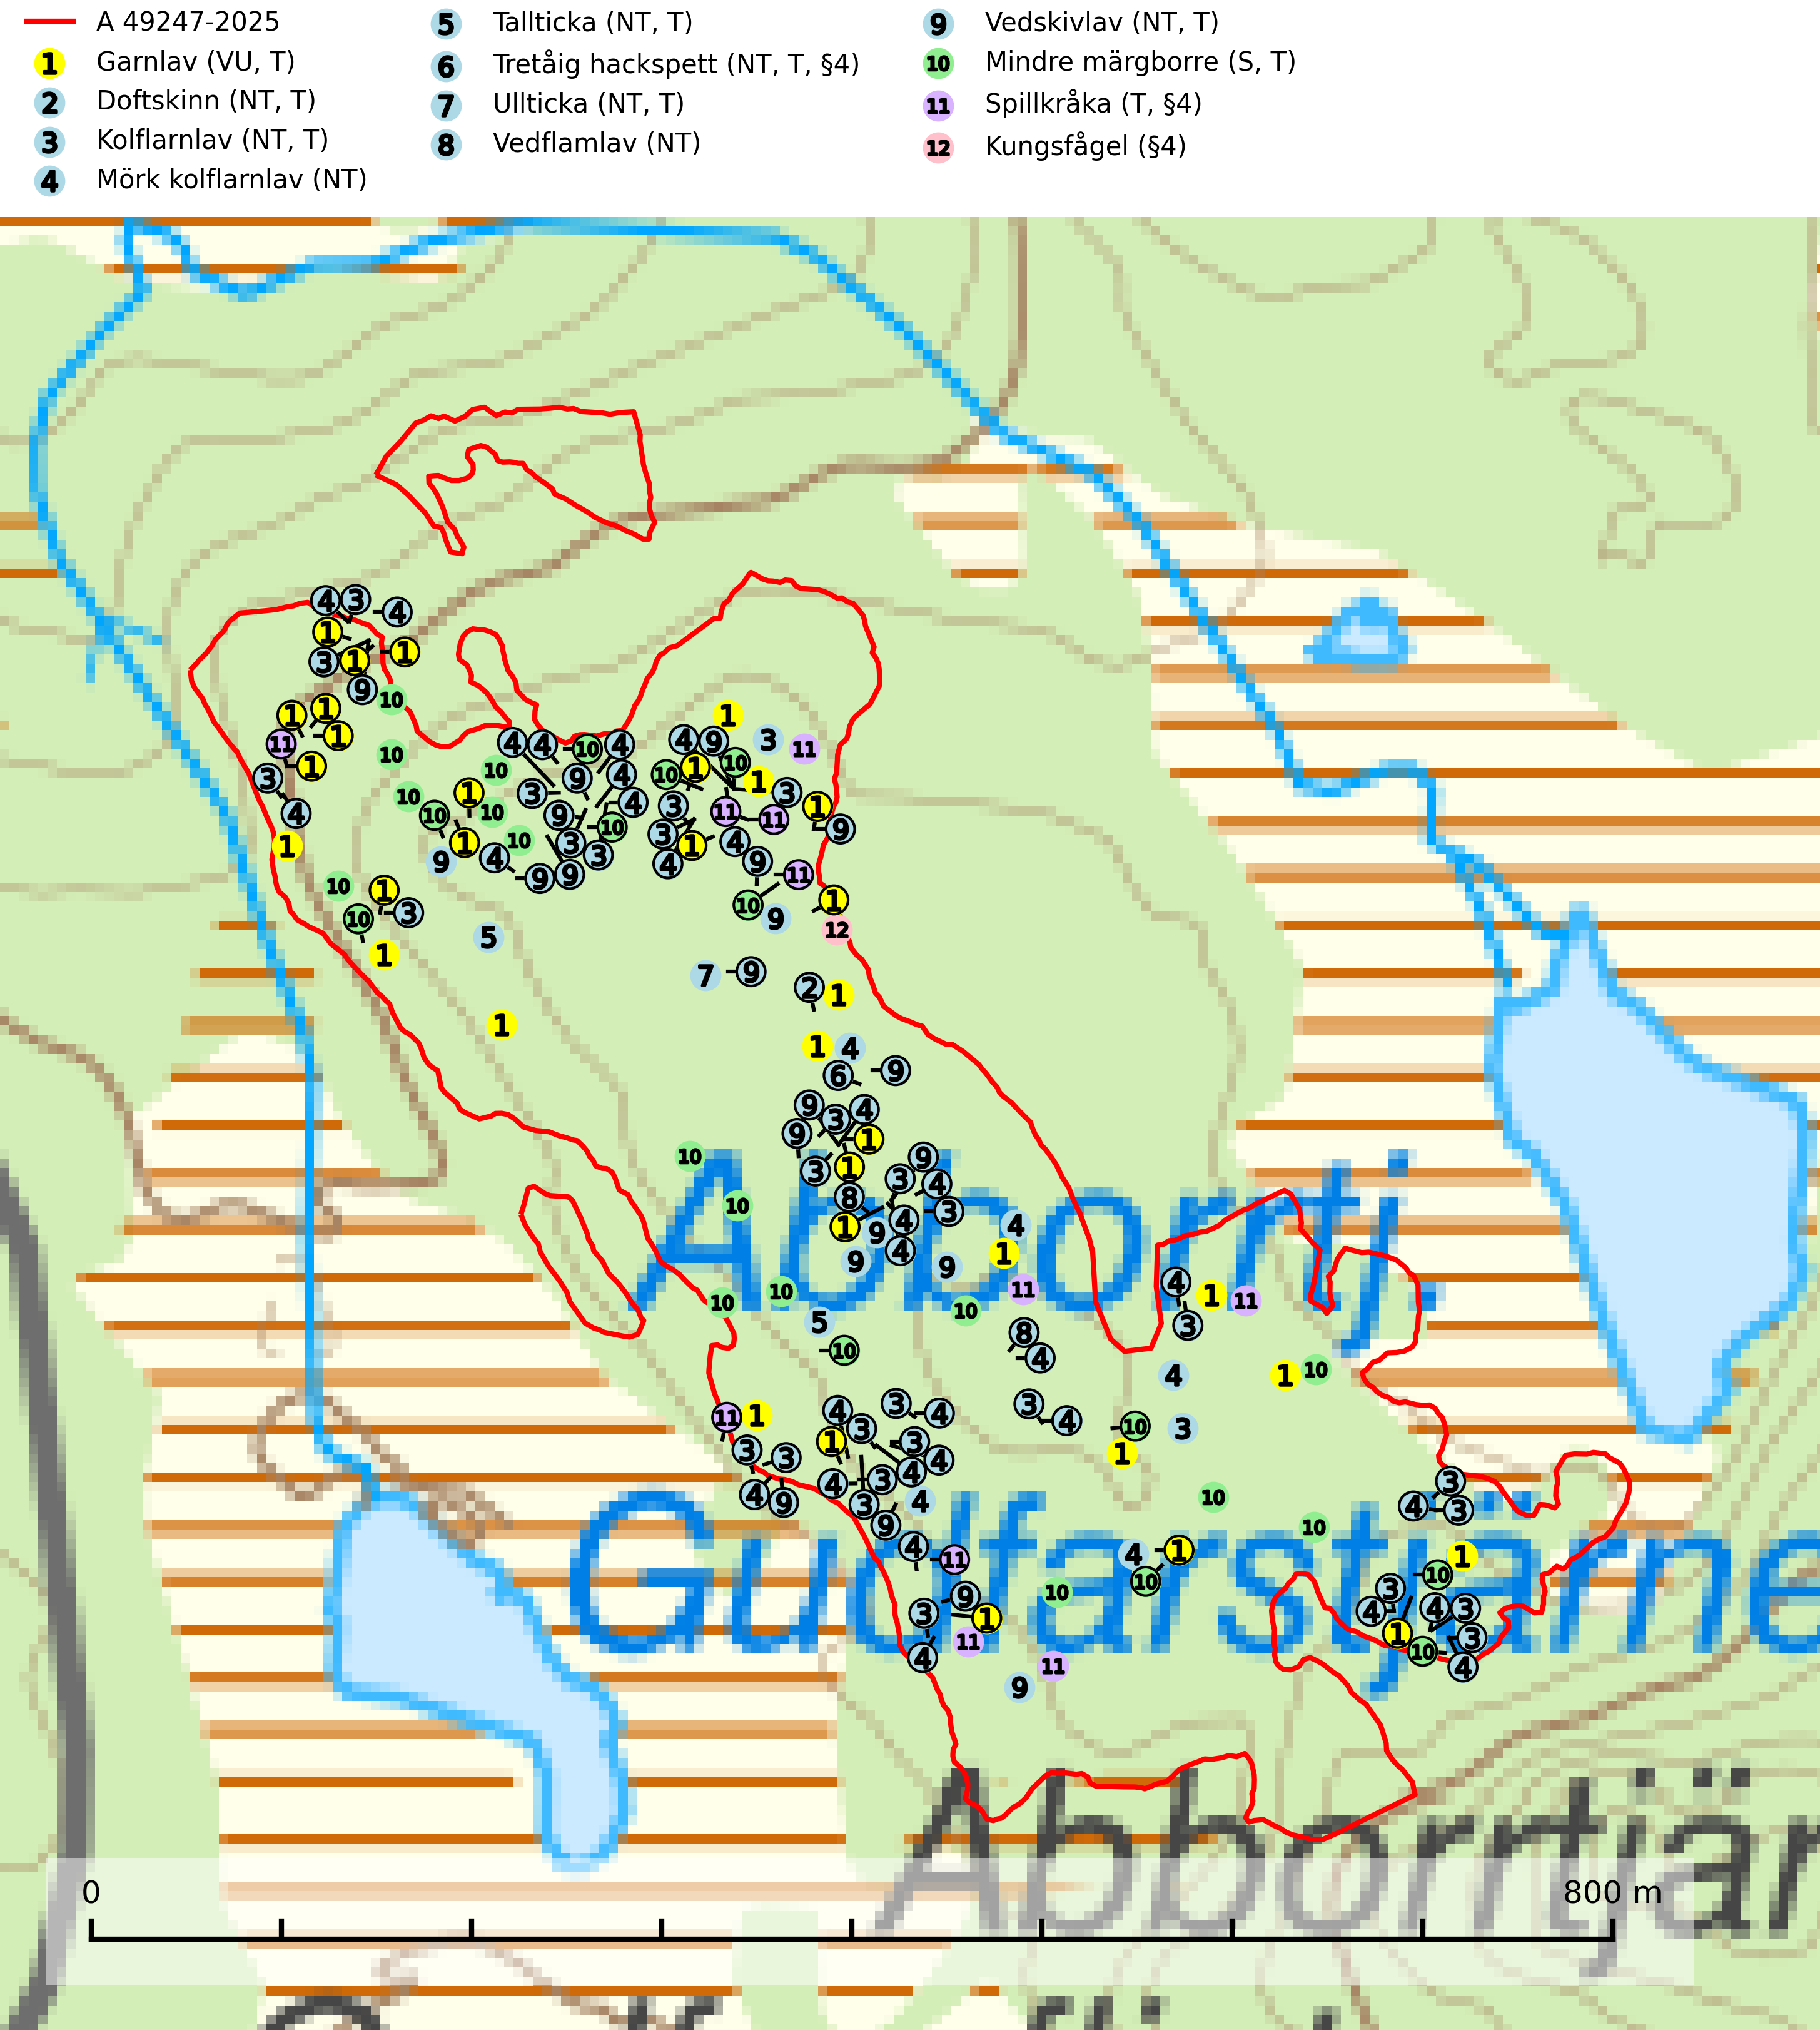 A 49247-2025
1 Garnlav (VU, T)
2 Doftskinn (NT, T)
3 Kolflarnlav (NT, T)
4 Mörk kolflarnlav (NT)
5 Tallticka (NT, T)
6 Tretåig hackspett (NT, T, §4)
7 Ullticka (NT, T)
8 Vedflamlav (NT)
9 Vedskivlav (NT, T)
10 Mindre märgborre (S, T)
11 Spillkråka (T, §4)
12 Kungsfågel (§4)
Abborrtj
Abborrtjär
0 800 m